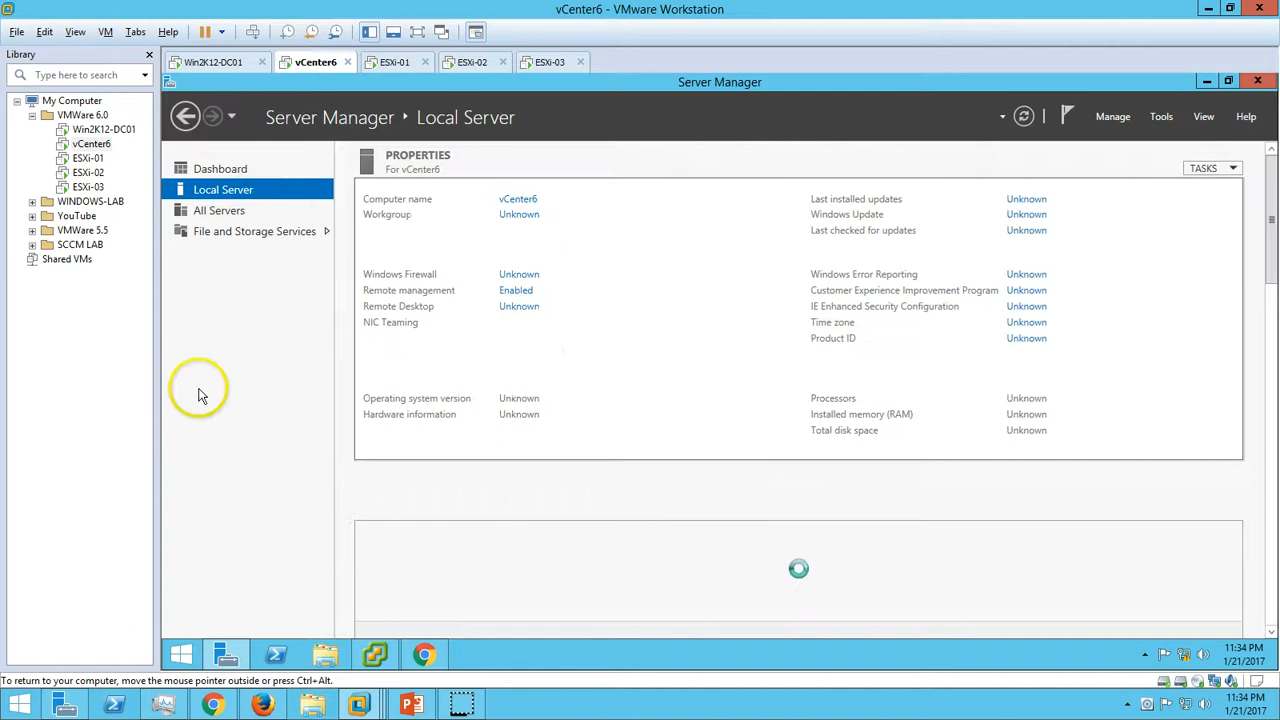 vCenter6 - VMware Workstation
File Edit View VM Tabs Help
Library
Type here to search
My Computer
VMWare 6.0
Win2K12-DC01
vCenter6
ESXi-01
ESXi-02
ESXi-03
WINDOWS-LAB
YouTube
VMWare 5.5
SCCM LAB
Shared VMs
Win2K12-DC01 vCenter6 ESXi-01 ESXi-02 ESXi-03
Server Manager
Server Manager Local Server
Manage Tools View Help
Dashboard
Local Server
All Servers
File and Storage Services
PROPERTIES
For vCenter6
TASKS
Computer name vCenter6
Workgroup Unknown
Windows Firewall Unknown
Remote management Enabled
Remote Desktop Unknown
NIC Teaming
Operating system version Unknown
Hardware information Unknown
Last installed updates Unknown
Windows Update Unknown
Last checked for updates Unknown
Windows Error Reporting Unknown
Customer Experience Improvement Program Unknown
IE Enhanced Security Configuration Unknown
Time zone Unknown
Product ID Unknown
Processors Unknown
Installed memory (RAM) Unknown
Total disk space Unknown
11:34 PM
1/21/2017
To return to your computer, move the mouse pointer outside or press Ctrl+Alt.
11:34 PM
1/21/2017